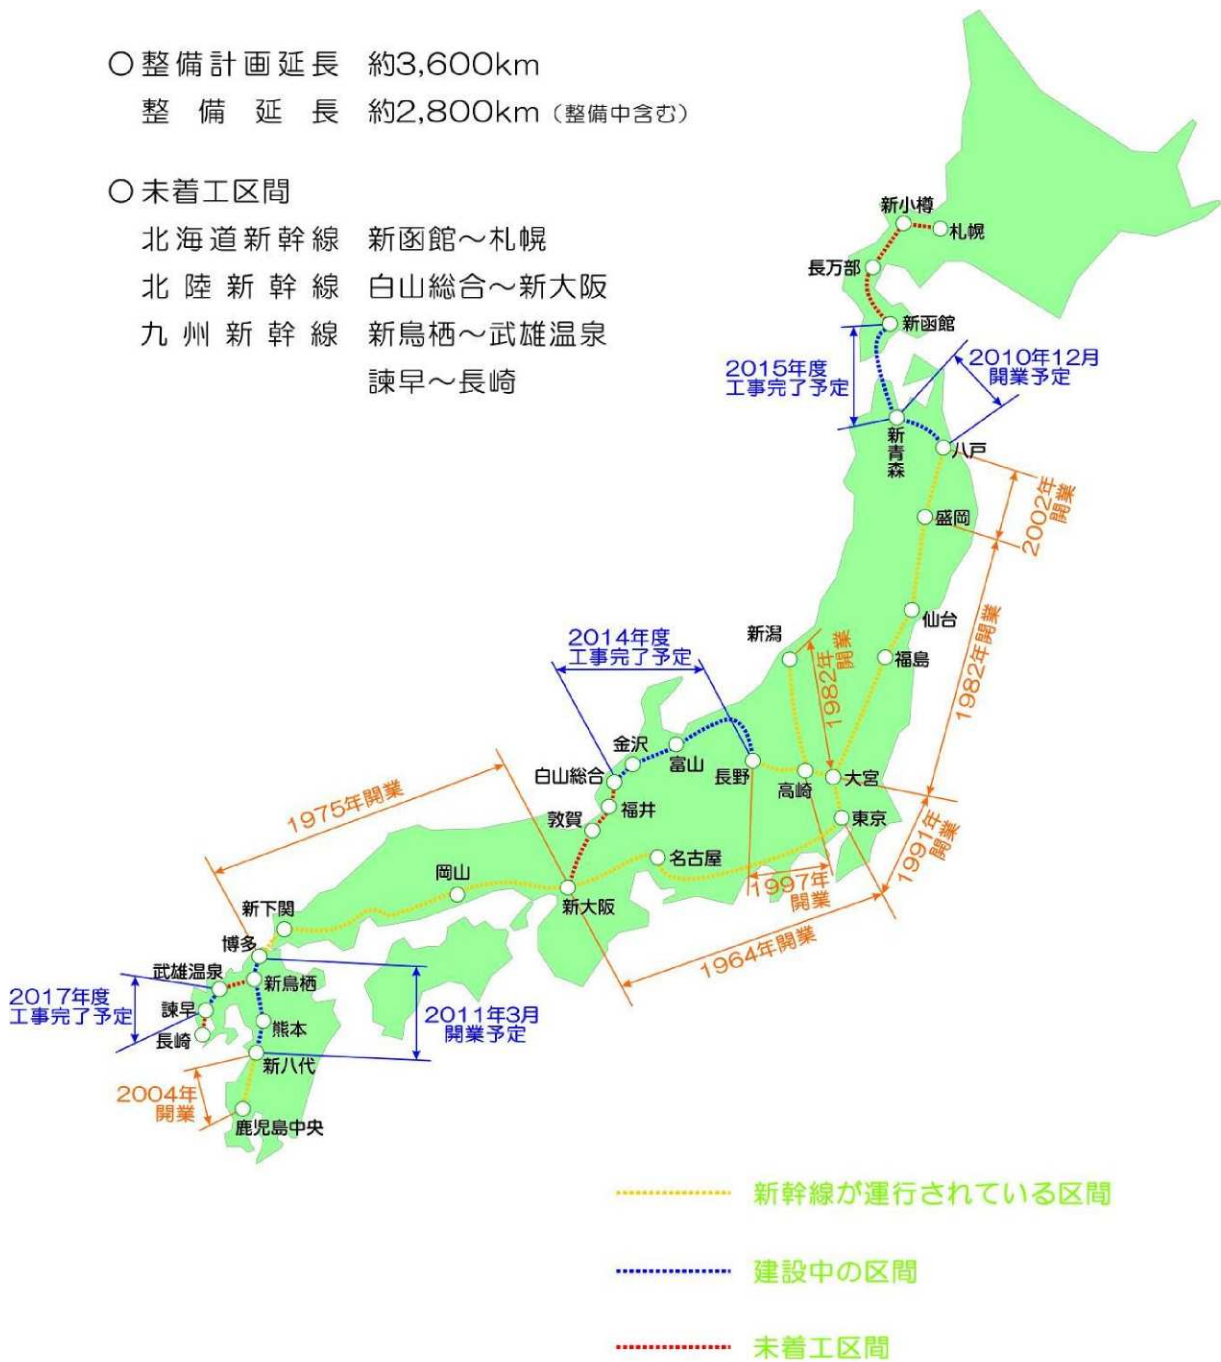 ○整備計画延長 約3,600km
整備延長 約2,800km（整備中含む）
○未着工区間
北海道新幹線 新函館～札幌
北陸新幹線 白山総合～新大阪
九州新幹線 新鳥栖～武雄温泉
諫早～長崎
新小樽
札幌
長万部
新函館
2015年度
工事完了予定
2010年12月
開業予定
新青森
八戸
2002年
開業
盛岡
仙台
1982年開業
新潟
1982年
開業
福島
2014年度
工事完了予定
金沢
富山
白山総合
長野
高崎
大宮
福井
敦賀
東京
1991年
開業
1975年開業
名古屋
岡山
1997年
開業
新大阪
新下関
1964年開業
博多
武雄温泉
新鳥栖
2017年度
工事完了予定
諫早
熊本
2011年3月
開業予定
長崎
新八代
2004年
開業
鹿児島中央
新幹線が運行されている区間
建設中の区間
未着工区間